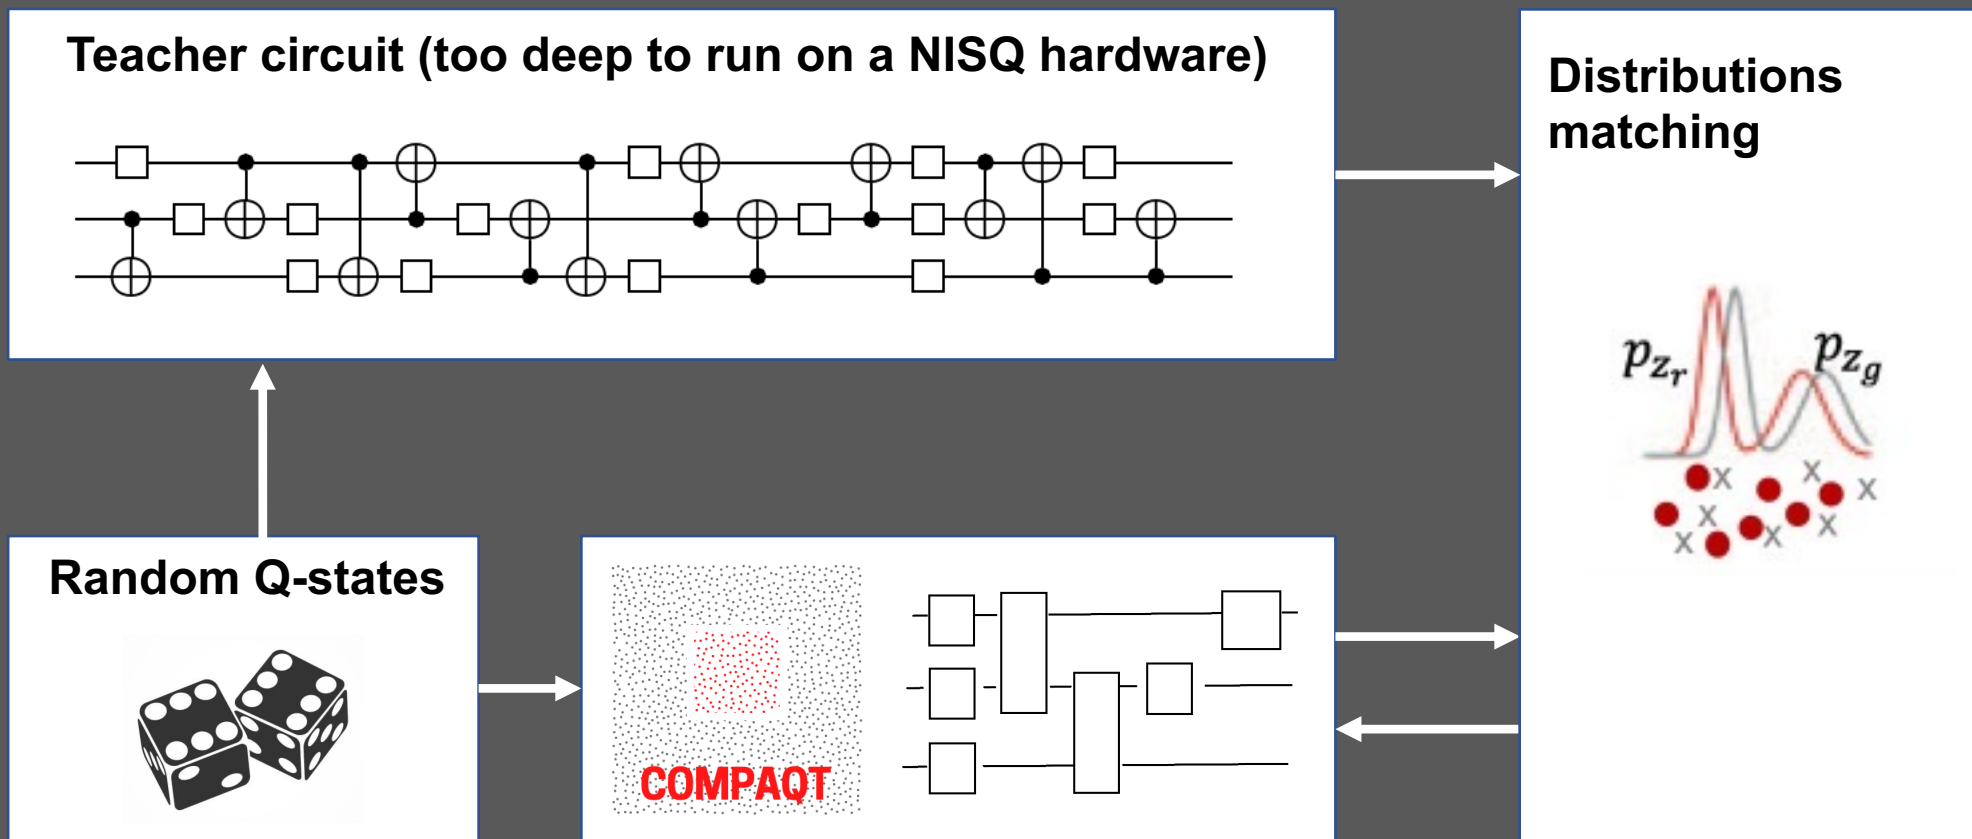 Teacher circuit (too deep to run on a NISQ hardware)
Distributions
matching
p_{z_r}
p_{z_g}
X
X
X
X
X
X
X
Random Q-states
COMPAQT